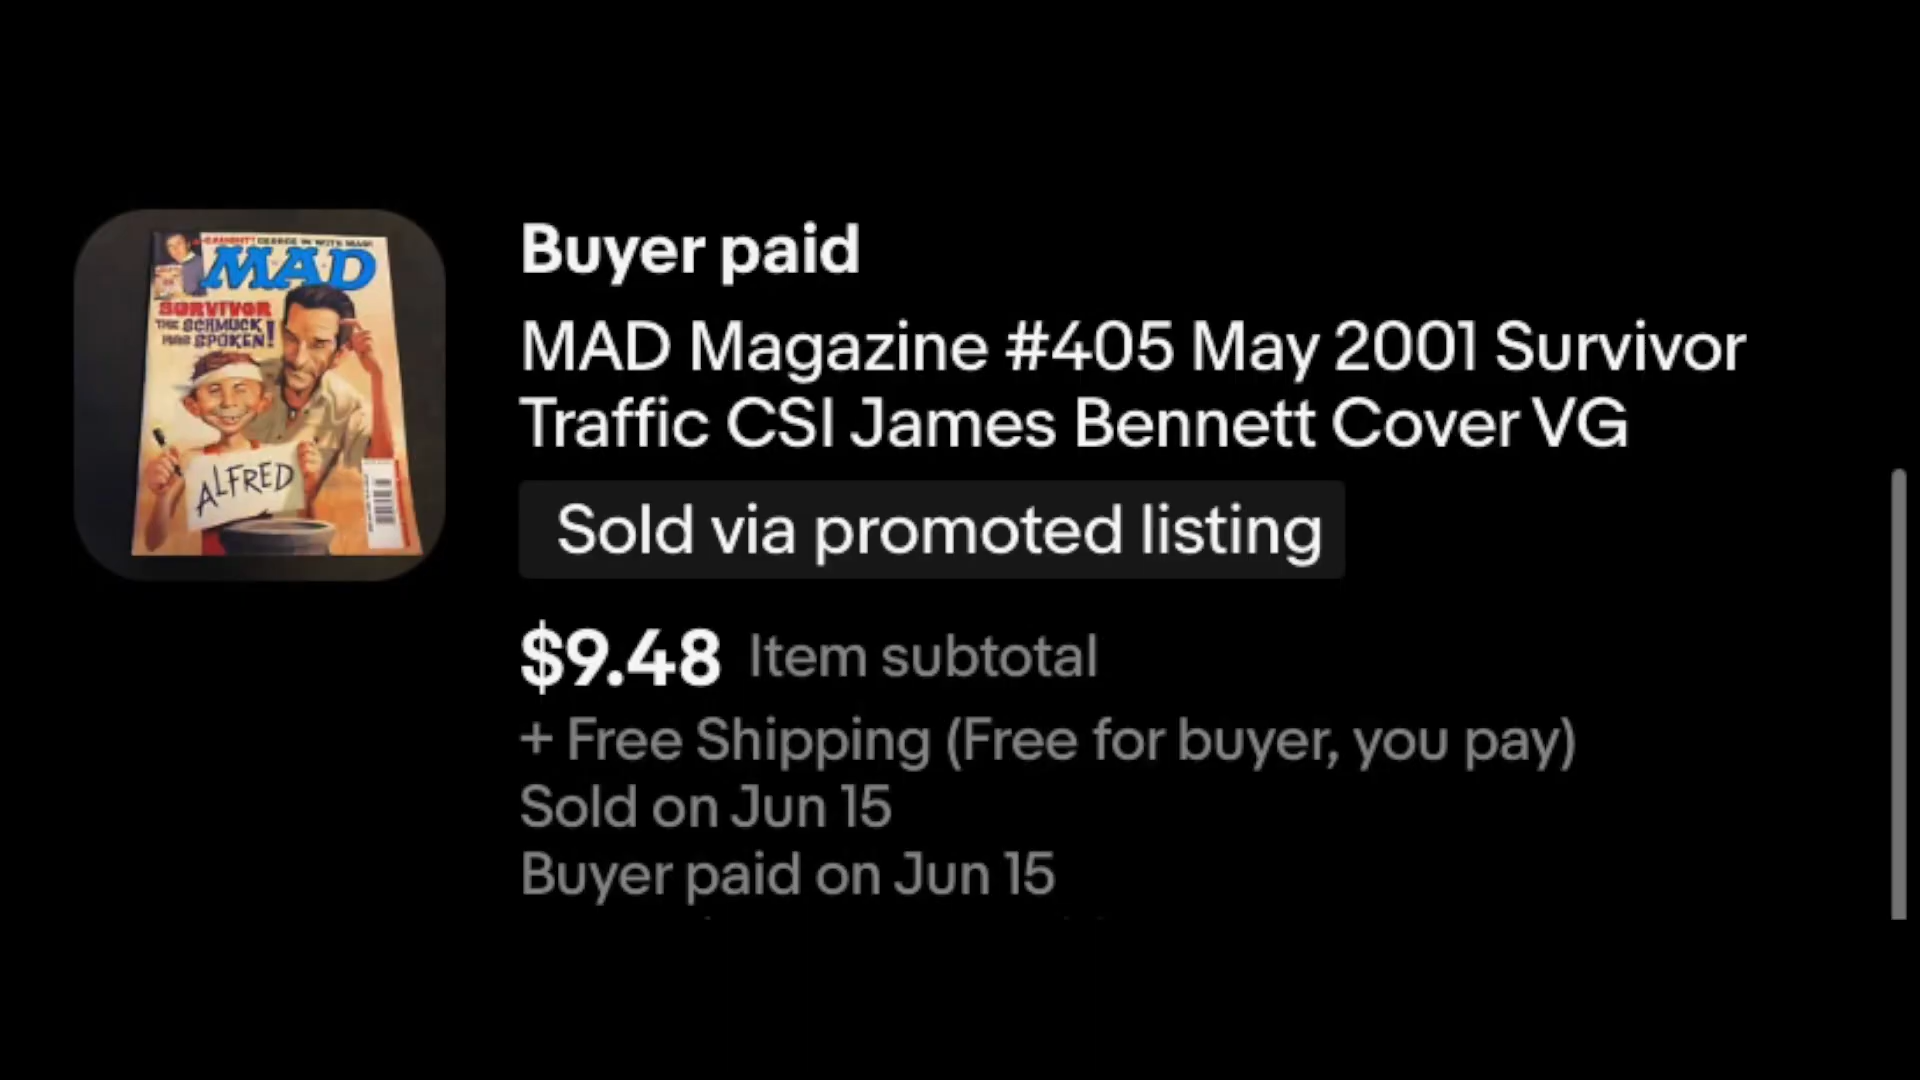 MAD
SURVIVOR
THE SCHMUCK
HAS SPOKEN!
ALFRED
Buyer paid
MAD Magazine #405 May 2001 Survivor
Traffic CSI James Bennett Cover VG
Sold via promoted listing
$9.48 Item subtotal
+ Free Shipping (Free for buyer, you pay)
Sold on Jun 15
Buyer paid on Jun 15